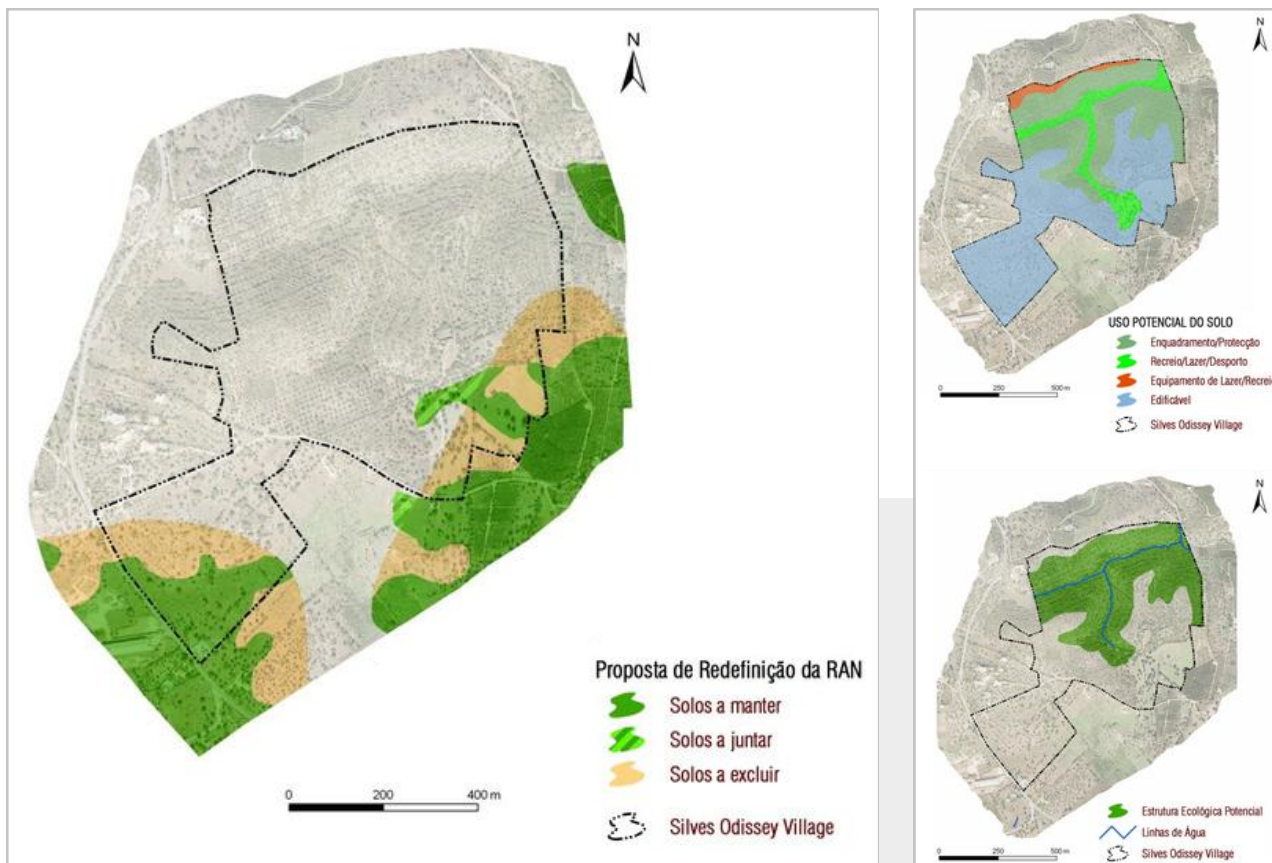 N
Proposta de Redefinição da RAN
Solos a manter
Solos a juntar
Solos a excluir
Silves Odissey Village
0 200 400 m
N
USO POTENCIAL DO SOLO
Enquadramento/Protecção
Recreio/Lazer/Desporto
Equipamento de Lazer/Recreio
Edificável
Silves Odissey Village
0 250 500 m
N
Estrutura Ecológica Potencial
Linhas de Água
Silves Odissey Village
0 250 500 m